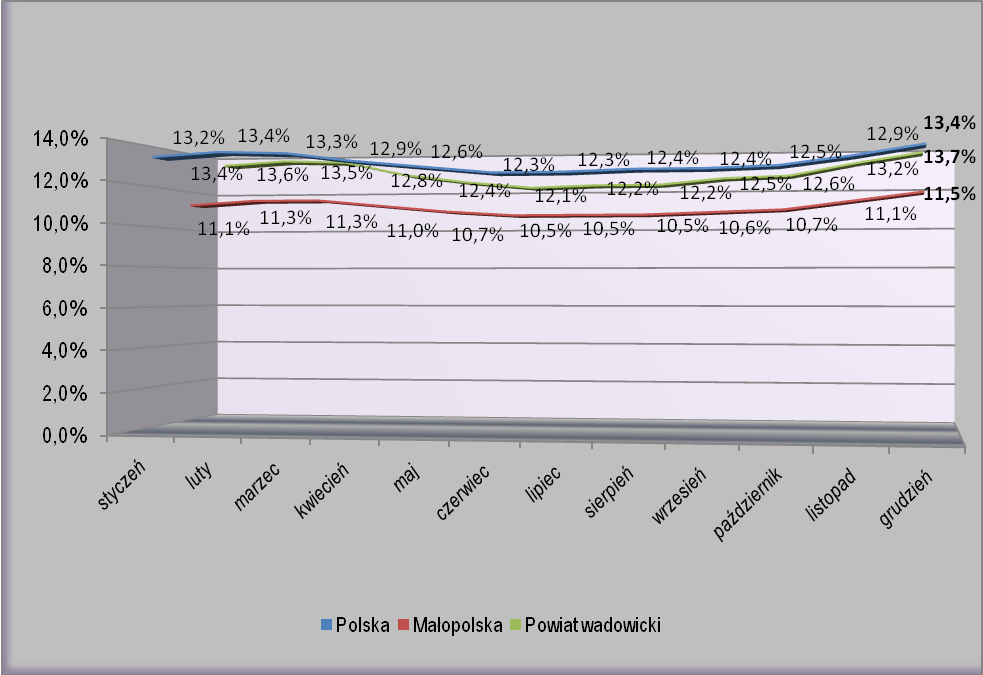 13,4%
13,2% 13,4% 13,3% 12,9% 12,6% 12,3% 12,3% 12,4% 12,4% 12,5% 12,9%
13,4% 13,6% 13,5% 12,8% 12,4% 12,1% 12,2% 12,2% 12,5% 12,6% 13,2% 13,7%
11,1% 11,3% 11,3% 11,0% 10,7% 10,5% 10,5% 10,5% 10,6% 10,7% 11,1% 11,5%
14,0%
12,0%
10,0%
8,0%
6,0%
4,0%
2,0%
0,0%
styczeń luty marzec kwiecień maj czerwiec lipiec sierpień wrzesień październik listopad grudzień
Polska Małopolska Powiat wadowicki